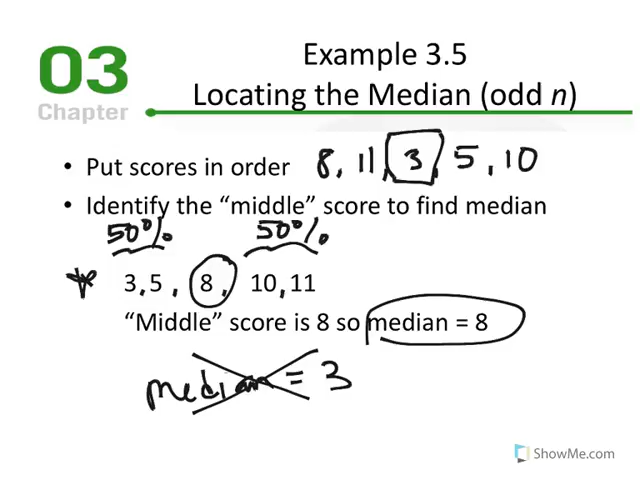 03
Chapter
Example 3.5
Locating the Median (odd n)
• Put scores in order 8, 11, 3, 5, 10
• Identify the “middle” score to find median
50% 50%
3, 5, 8, 10, 11
“Middle” score is 8 so median = 8
median = 3
ShowMe.com